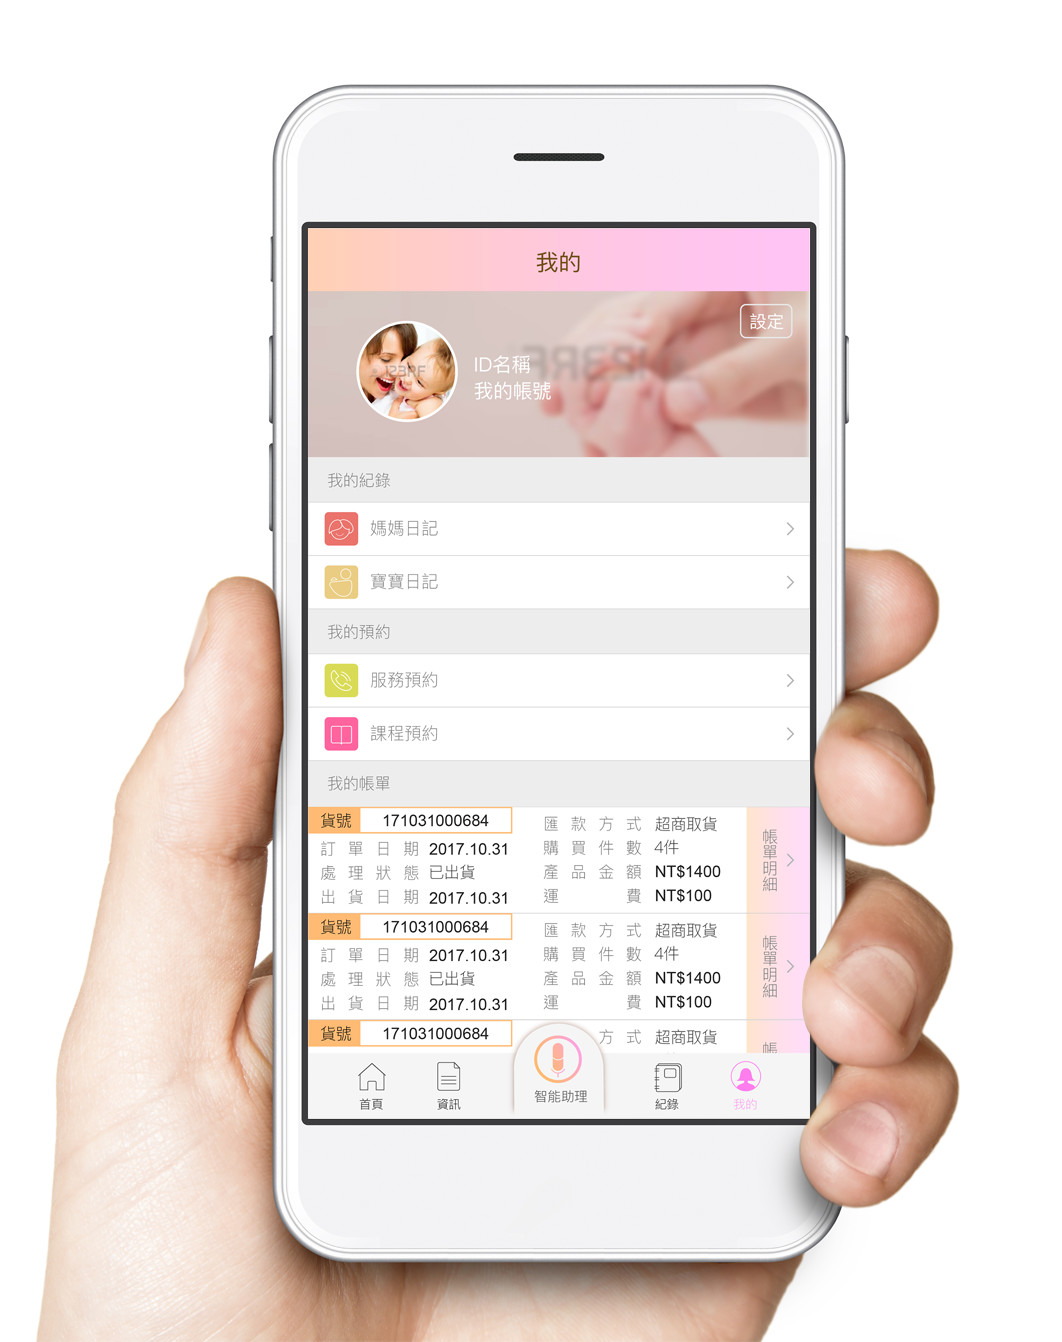 我的
設定
ID名稱
我的帳號
123RF
123RF
我的紀錄
媽媽日記
寶寶日記
我的預約
服務預約
課程預約
我的帳單
貨號 171031000684
訂單日期 2017.10.31
處理狀態 已出貨
出貨日期 2017.10.31
匯款方式 超商取貨
購買件數 4件
產品金額 NT$1400
運費 NT$100
帳單明細
貨號 171031000684
訂單日期 2017.10.31
處理狀態 已出貨
出貨日期 2017.10.31
匯款方式 超商取貨
購買件數 4件
產品金額 NT$1400
運費 NT$100
帳單明細
貨號 171031000684
方式 超商取貨
帳
首頁
資訊
智能助理
紀錄
我的